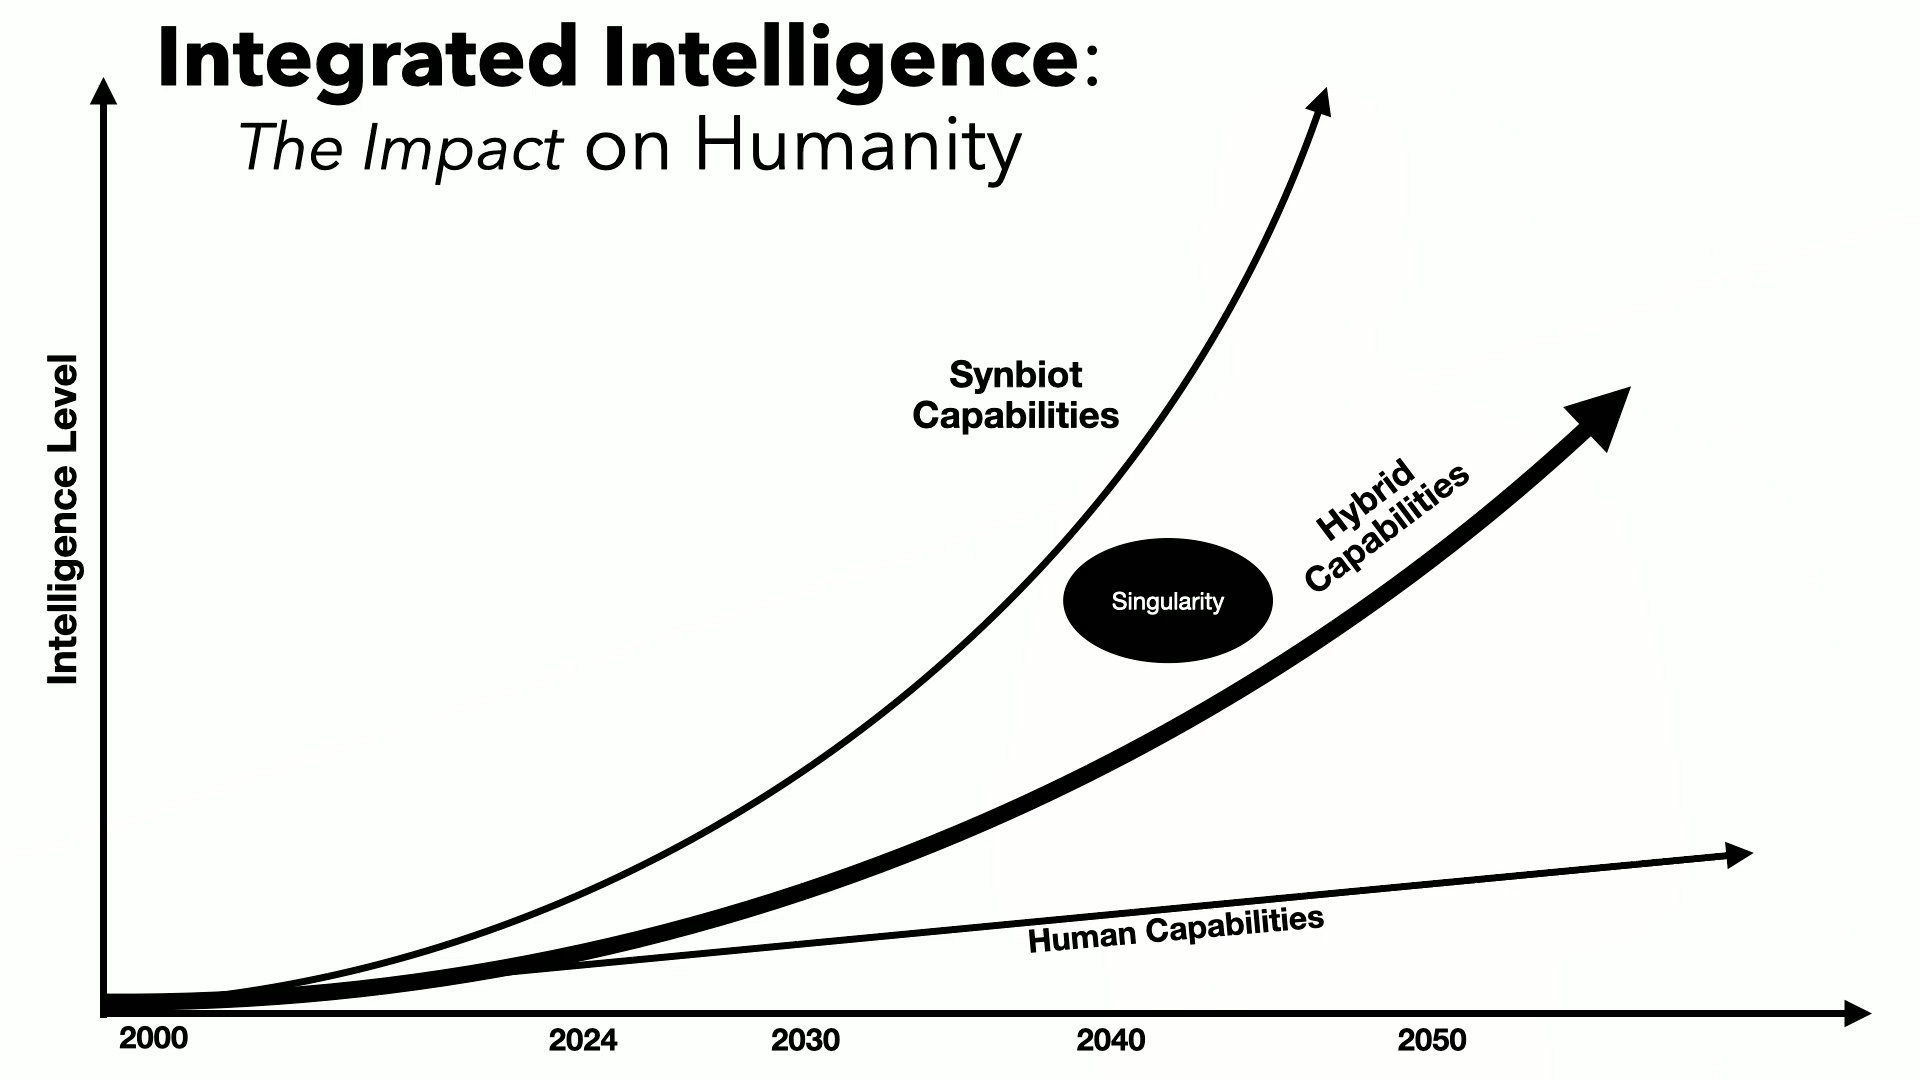 Integrated Intelligence:
The Impact on Humanity
Intelligence Level
Synbiot
Capabilities
Hybrid
Capabilities
Singularity
Human Capabilities
2000
2024
2030
2040
2050